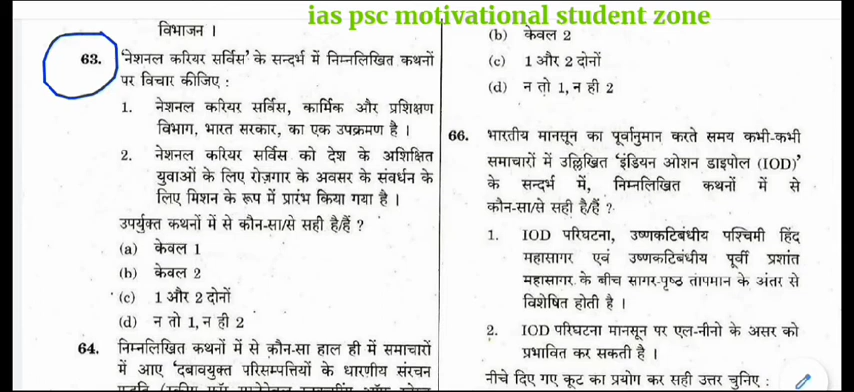 ias psc motivational student zone
विभाजन ।
63. 'नेशनल करियर सर्विस' के सन्दर्भ में निम्नलिखित कथनों
पर विचार कीजिए :
1. नेशनल करियर सर्विस, कार्मिक और प्रशिक्षण
विभाग, भारत सरकार, का एक उपक्रमण है ।
2. नेशनल करियर सर्विस को देश के अशिक्षित
युवाओं के लिए रोज़गार के अवसर के संवर्धन के
लिए मिशन के रूप में प्रारंभ किया गया है ।
उपर्युक्त कथनों में से कौन-सा/से सही है/हैं ?
(a) केवल 1
(b) केवल 2
(c) 1 और 2 दोनों
(d) न तो 1, न ही 2
64. निम्नलिखित कथनों में से कौन-सा हाल ही में समाचारों
में आए 'दबावयुक्त परिसम्पत्तियों के धारणीय संरचन
(b) केवल 2
(c) 1 और 2 दोनों
(d) न तो 1, न ही 2
66. भारतीय मानसून का पूर्वानुमान करते समय कभी-कभी
समाचारों में उल्लिखित 'इंडियन ओशन डाइपोल (IOD)'
के सन्दर्भ में, निम्नलिखित कथनों में से
कौन-सा/से सही है/हैं ?
1. IOD परिघटना, उष्णकटिबंधीय पश्चिमी हिंद
महासागर एवं उष्णकटिबंधीय पूर्वी प्रशांत
महासागर के बीच सागर-पृष्ठ तापमान के अंतर से
विशेषित होती है ।
2. IOD परिघटना मानसून पर एल-नीनो के असर को
प्रभावित कर सकती है ।
नीचे दिए गए कूट का प्रयोग कर सही उत्तर चुनिए :